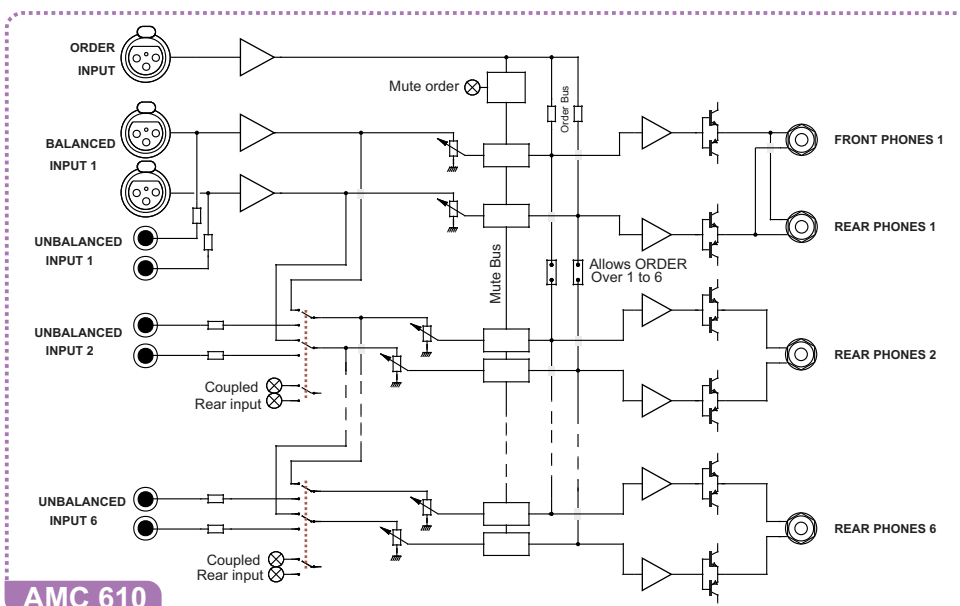 ORDER
INPUT
Mute order
Order Bus
BALANCED
INPUT 1
FRONT PHONES 1
UNBALANCED
INPUT 1
REAR PHONES 1
Mute Bus
Allows ORDER
Over 1 to 6
UNBALANCED
INPUT 2
REAR PHONES 2
Coupled
Rear input
UNBALANCED
INPUT 6
REAR PHONES 6
Coupled
Rear input
AMC 610